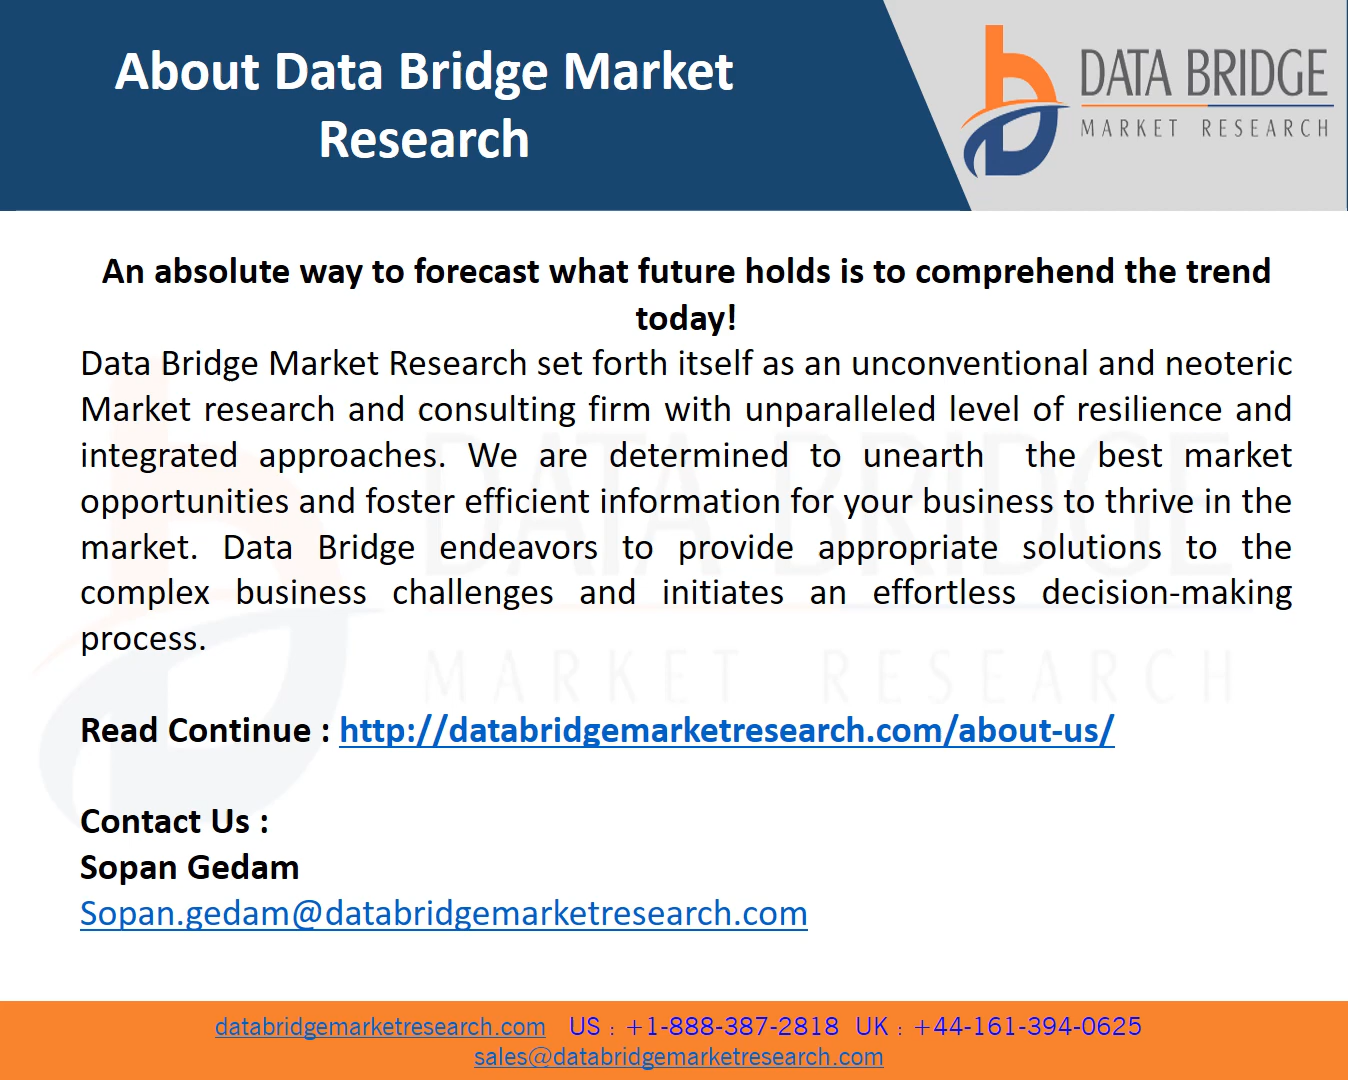 About Data Bridge Market
Research
DATA BRIDGE
MARKET RESEARCH
An absolute way to forecast what future holds is to comprehend the trend
today!
Data Bridge Market Research set forth itself as an unconventional and neoteric
Market research and consulting firm with unparalleled level of resilience and
integrated approaches. We are determined to unearth the best market
opportunities and foster efficient information for your business to thrive in the
market. Data Bridge endeavors to provide appropriate solutions to the
complex business challenges and initiates an effortless decision-making
process.
DATA BRIDGE
MARKET RESEARCH
Read Continue : http://databridgemarketresearch.com/about-us/
Contact Us :
Sopan Gedam
Sopan.gedam@databridgemarketresearch.com
databridgemarketresearch.com US : +1-888-387-2818 UK : +44-161-394-0625
sales@databridgemarketresearch.com